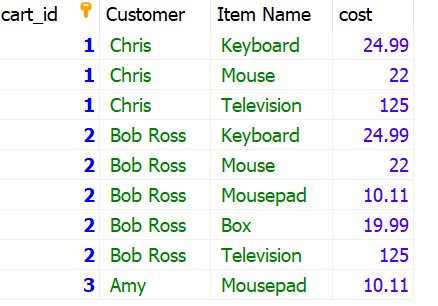 cart_id Customer Item Name cost
1 Chris Keyboard 24.99
1 Chris Mouse 22
1 Chris Television 125
2 Bob Ross Keyboard 24.99
2 Bob Ross Mouse 22
2 Bob Ross Mousepad 10.11
2 Bob Ross Box 19.99
2 Bob Ross Television 125
3 Amy Mousepad 10.11